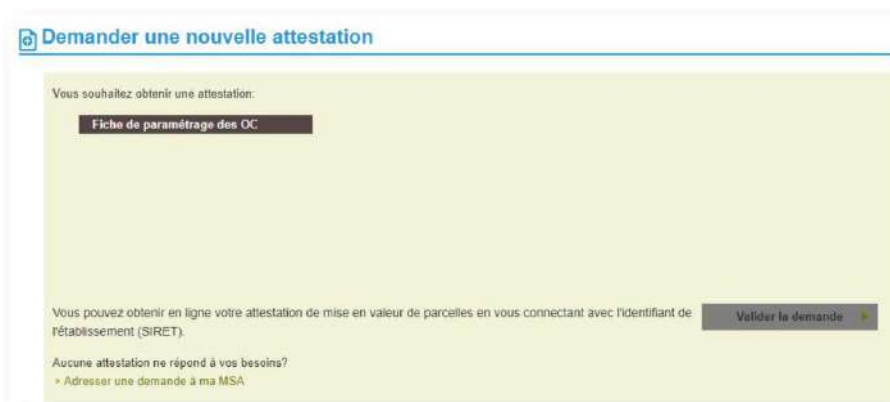 Demander une nouvelle attestation
Vous souhaitez obtenir une attestation:
Fiche de paramétrage des OC
Vous pouvez obtenir en ligne votre attestation de mise en valeur de parcelles en vous connectant avec l'identifiant de
l'établissement (SIRET).
Valider la demande
Aucune attestation ne répond à vos besoins?
» Adresser une demande à ma MSA